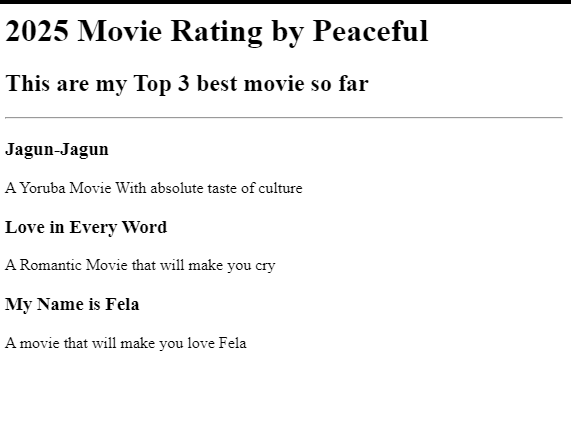 2025 Movie Rating by Peaceful
This are my Top 3 best movie so far
Jagun-Jagun
A Yoruba Movie With absolute taste of culture
Love in Every Word
A Romantic Movie that will make you cry
My Name is Fela
A movie that will make you love Fela